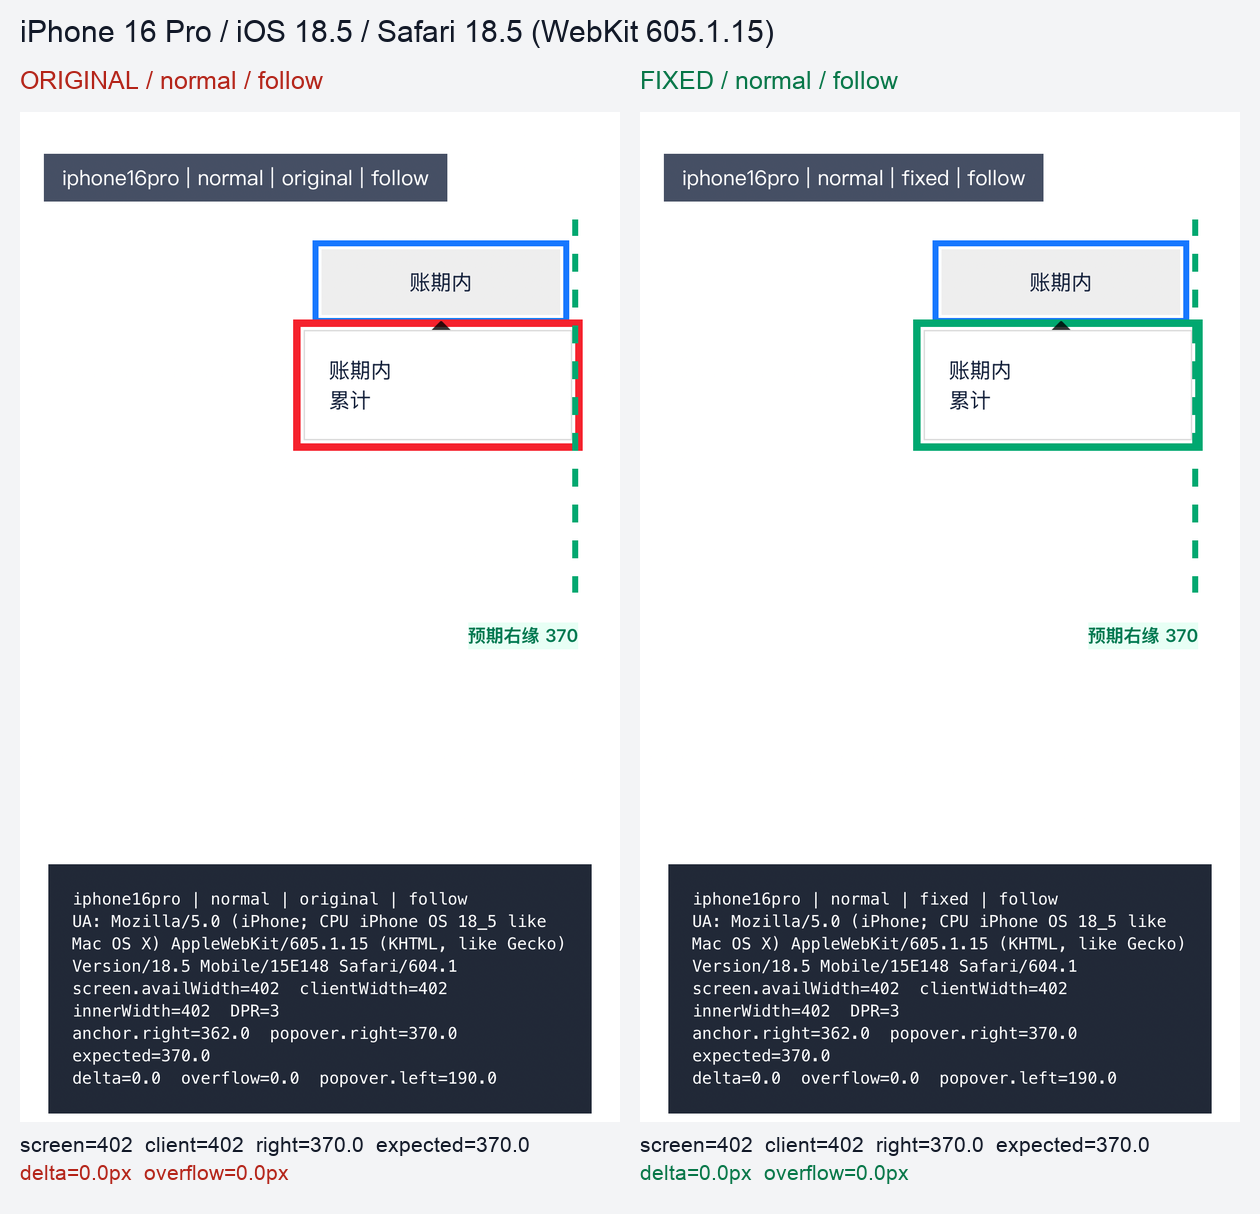 iPhone 16 Pro / iOS 18.5 / Safari 18.5 (WebKit 605.1.15)
ORIGINAL / normal / follow
iphone16pro | normal | original | follow
账期内
账期内
累计
预期右缘 370
iphone16pro | normal | original | follow
UA: Mozilla/5.0 (iPhone; CPU iPhone OS 18_5 like
Mac OS X) AppleWebKit/605.1.15 (KHTML, like Gecko)
Version/18.5 Mobile/15E148 Safari/604.1
screen.availWidth=402  clientWidth=402
innerWidth=402  DPR=3
anchor.right=362.0  popover.right=370.0
expected=370.0
delta=0.0  overflow=0.0  popover.left=190.0
screen=402  client=402  right=370.0  expected=370.0
delta=0.0px  overflow=0.0px
FIXED / normal / follow
iphone16pro | normal | fixed | follow
账期内
账期内
累计
预期右缘 370
iphone16pro | normal | fixed | follow
UA: Mozilla/5.0 (iPhone; CPU iPhone OS 18_5 like
Mac OS X) AppleWebKit/605.1.15 (KHTML, like Gecko)
Version/18.5 Mobile/15E148 Safari/604.1
screen.availWidth=402  clientWidth=402
innerWidth=402  DPR=3
anchor.right=362.0  popover.right=370.0
expected=370.0
delta=0.0  overflow=0.0  popover.left=190.0
screen=402  client=402  right=370.0  expected=370.0
delta=0.0px  overflow=0.0px